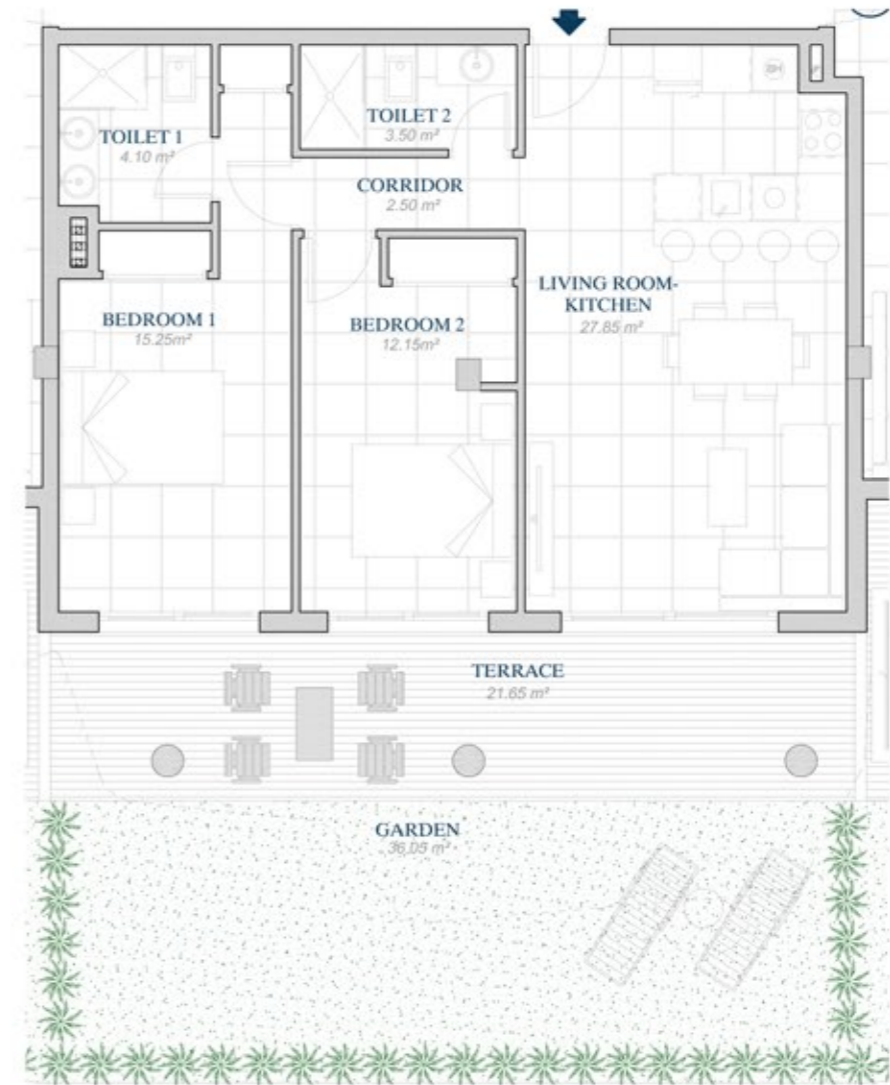 TOILET 1
4.10 m²
TOILET 2
3.50 m²
CORRIDOR
2.50 m²
LIVING ROOM-
KITCHEN
27.85 m²
BEDROOM 1
15.25m²
BEDROOM 2
12.15m²
TERRACE
21.65 m²
GARDEN
36.05 m²